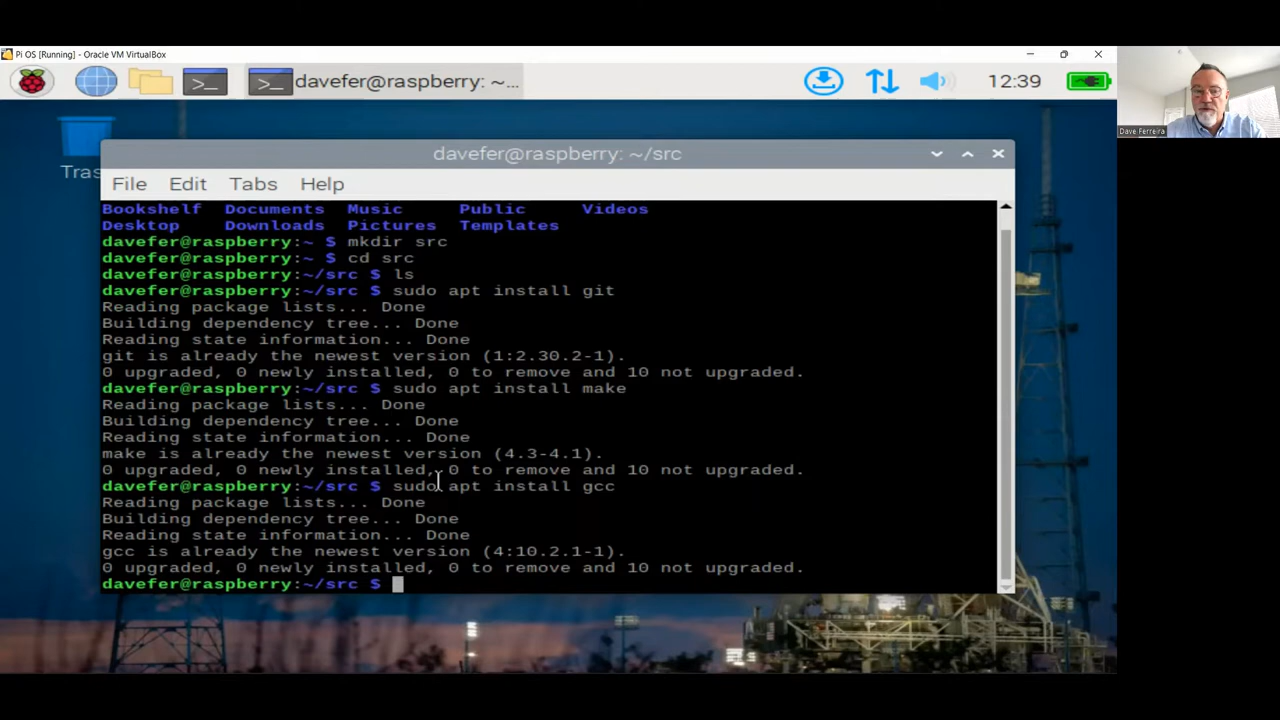 Pi OS [Running] - Oracle VM VirtualBox
davefer@raspberry: ~...
12:39
Dave Ferreira
Tras
davefer@raspberry: ~/src
File Edit Tabs Help
Bookshelf Documents Music Public Videos
Desktop Downloads Pictures Templates
davefer@raspberry:~ $ mkdir src
davefer@raspberry:~ $ cd src
davefer@raspberry:~/src $ ls
davefer@raspberry:~/src $ sudo apt install git
Reading package lists... Done
Building dependency tree... Done
Reading state information... Done
git is already the newest version (1:2.30.2-1).
0 upgraded, 0 newly installed, 0 to remove and 10 not upgraded.
davefer@raspberry:~/src $ sudo apt install make
Reading package lists... Done
Building dependency tree... Done
Reading state information... Done
make is already the newest version (4.3-4.1).
0 upgraded, 0 newly installed, 0 to remove and 10 not upgraded.
davefer@raspberry:~/src $ sudo apt install gcc
Reading package lists... Done
Building dependency tree... Done
Reading state information... Done
gcc is already the newest version (4:10.2.1-1).
0 upgraded, 0 newly installed, 0 to remove and 10 not upgraded.
davefer@raspberry:~/src $